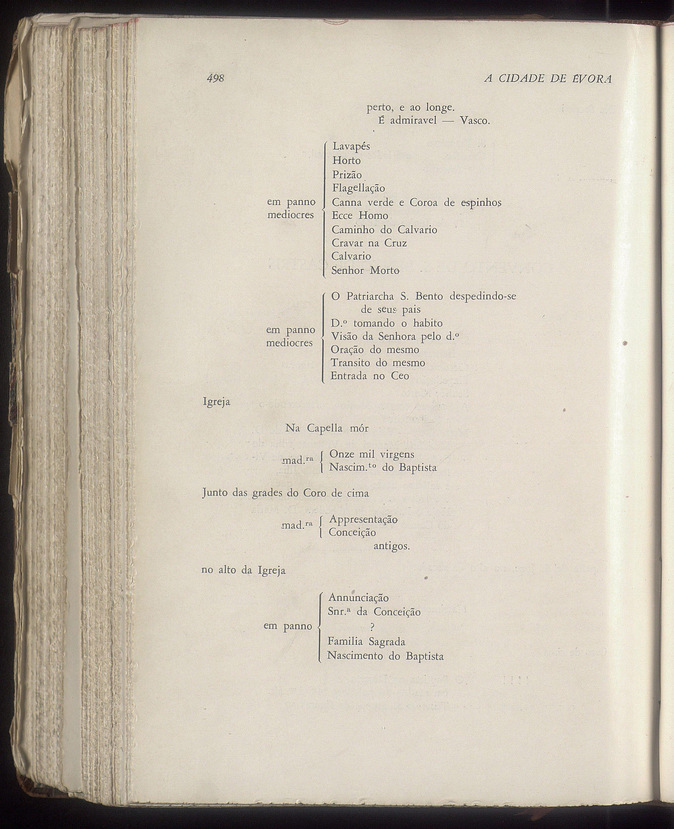 498
A CIDADE DE ÉVORA
perto, e ao longe.
É admiravel — Vasco.
em panno
mediocres
Lavapés
Horto
Prizão
Flagellação
Canna verde e Coroa de espinhos
Ecce Homo
Caminho do Calvario
Cravar na Cruz
Calvario
Senhor Morto
em panno
mediocres
O Patriarcha S. Bento despedindo-se
de seus pais
D.º tomando o habito
Visão da Senhora pelo d.º
Oração do mesmo
Transito do mesmo
Entrada no Ceo
Igreja
Na Capella mór
mad.ra
Onze mil virgens
Nascim.to do Baptista
Junto das grades do Coro de cima
mad.ra
Appresentação
Conceição
antigos.
no alto da Igreja
em panno
Annunciação
Snr.ª da Conceição
?
Familia Sagrada
Nascimento do Baptista